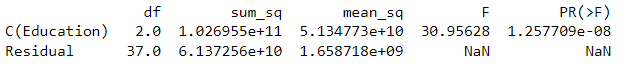 df sum_sq mean_sq F PR(>F)
C(Education) 2.0 1.026955e+11 5.134773e+10 30.95628 1.257709e-08
Residual 37.0 6.137256e+10 1.658718e+09 NaN NaN